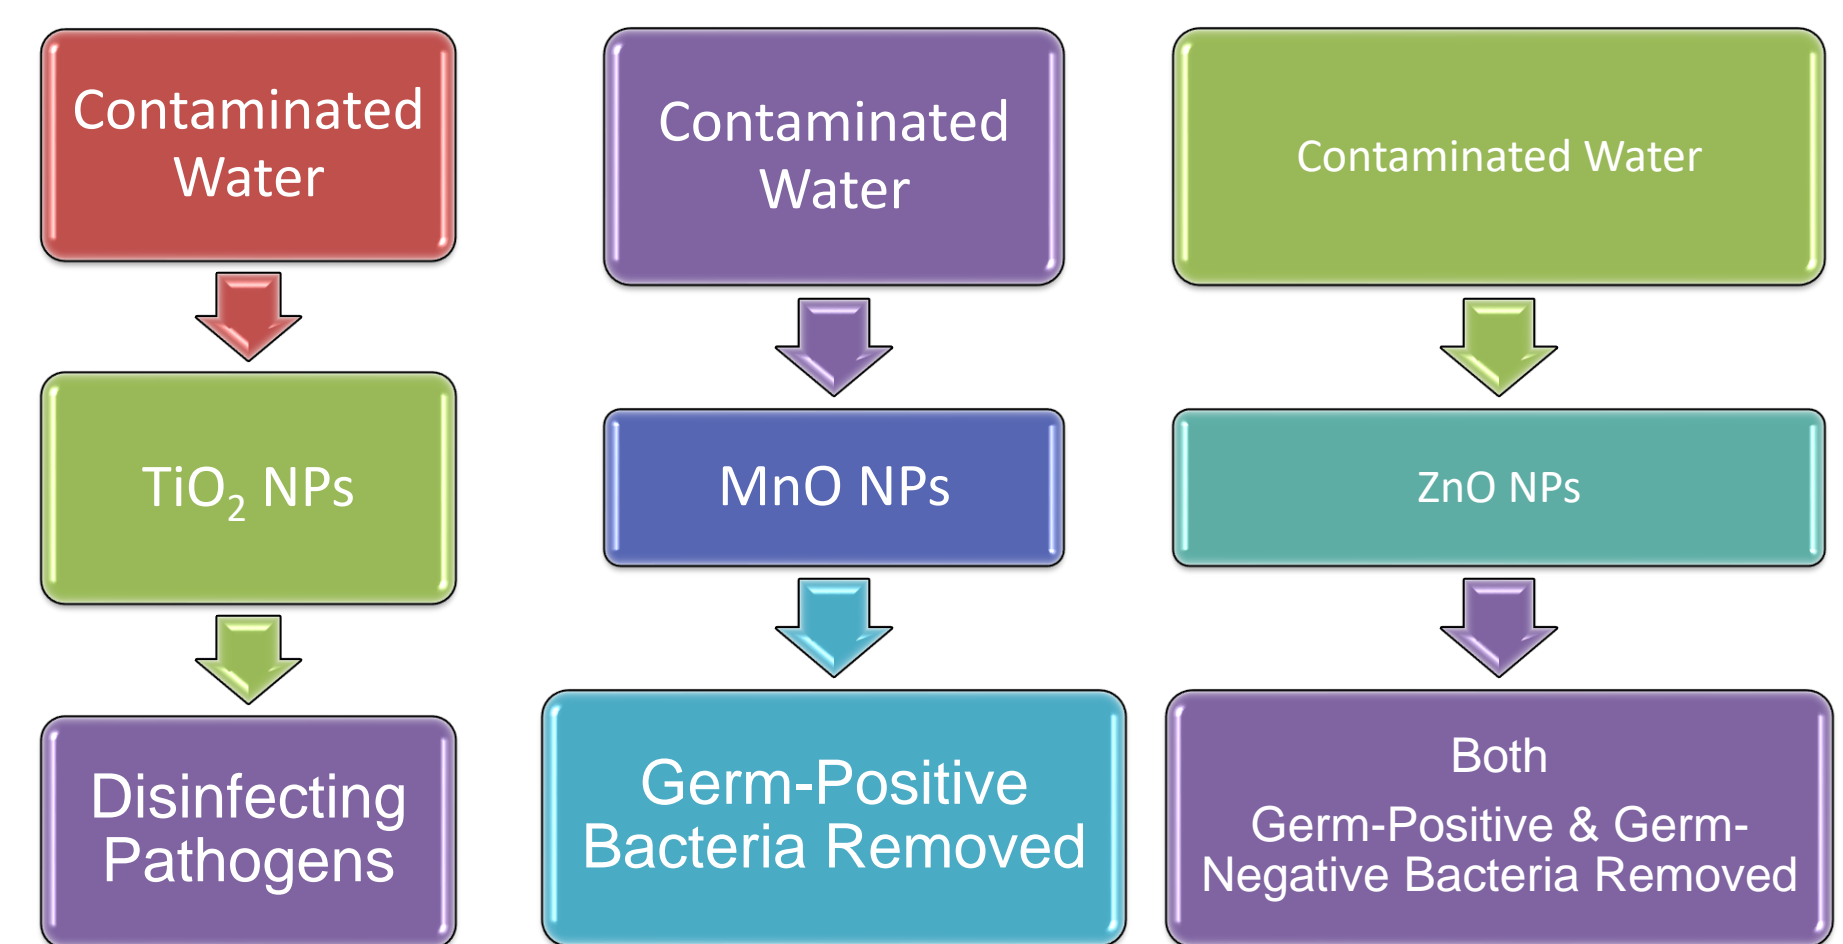 Contaminated
Water
TiO₂ NPs
Disinfecting
Pathogens
Contaminated
Water
MnO NPs
Germ-Positive
Bacteria Removed
Contaminated Water
ZnO NPs
Both
Germ-Positive & Germ-
Negative Bacteria Removed